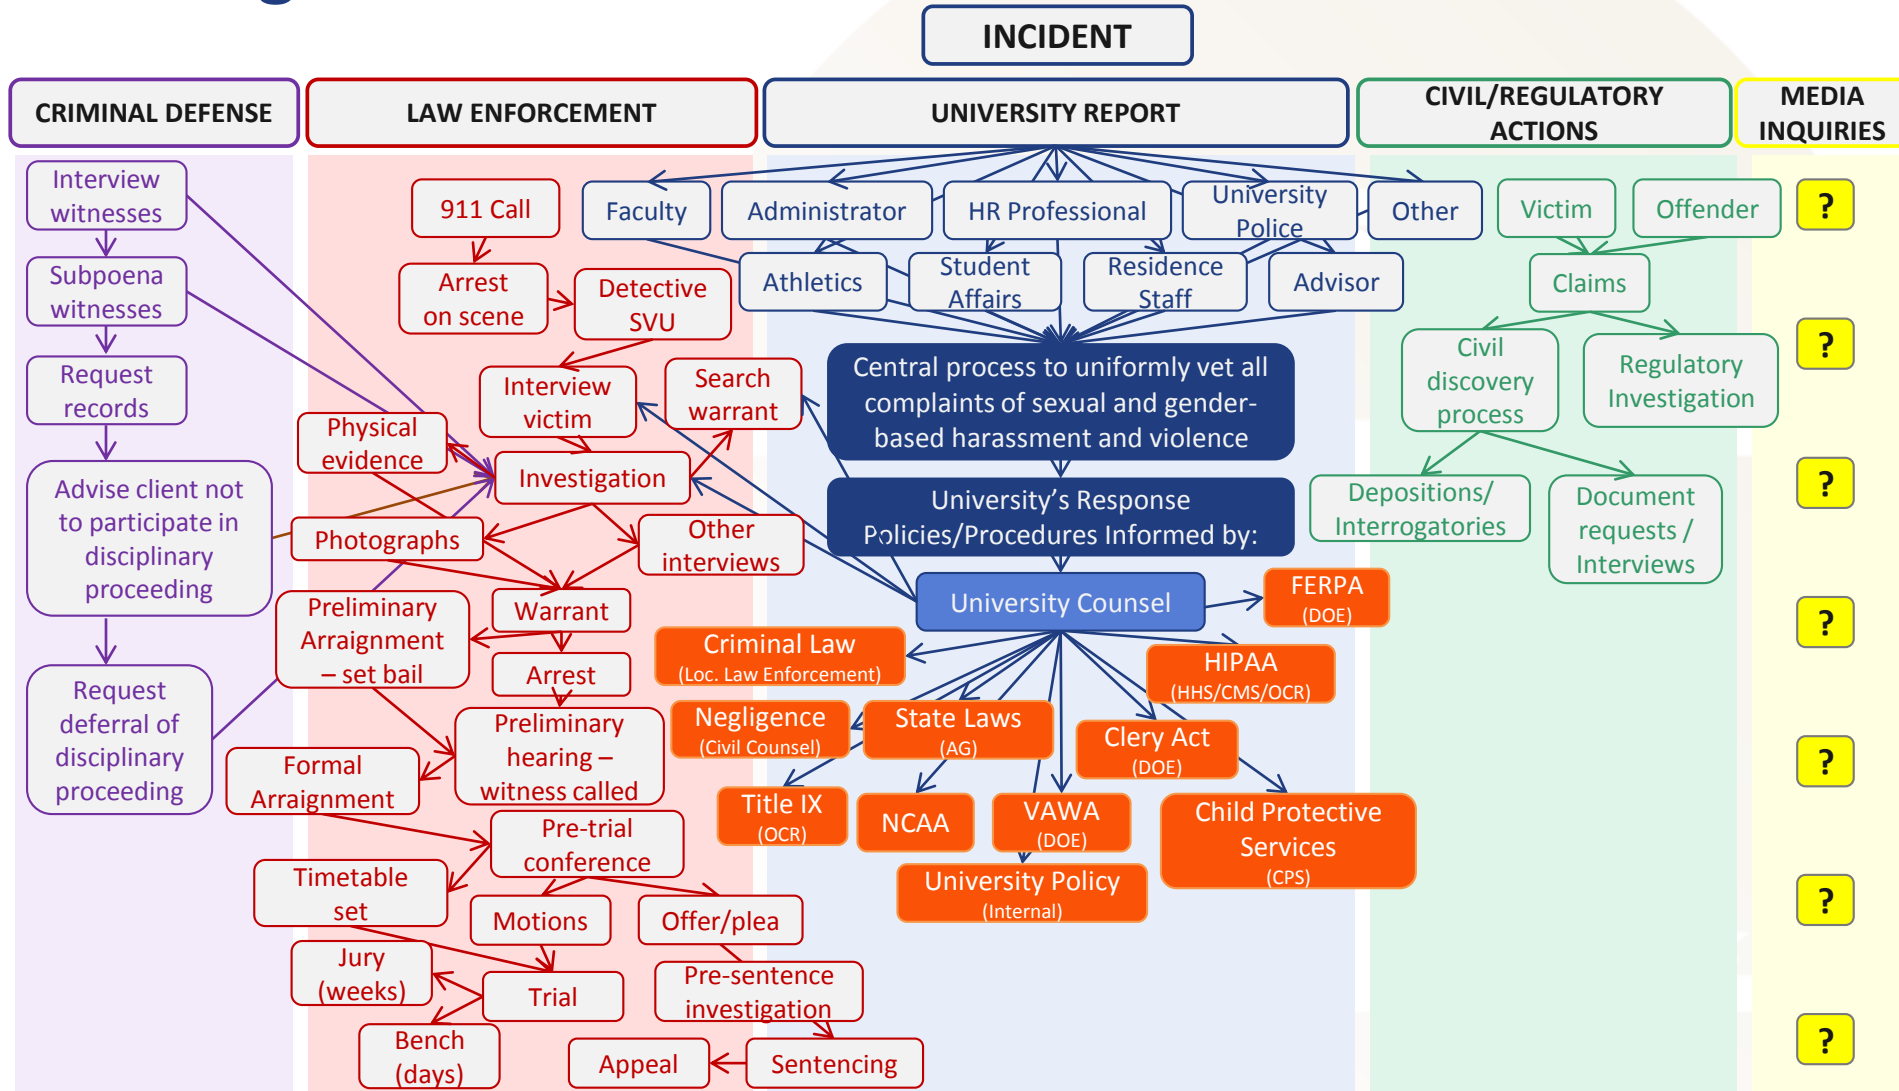 INCIDENT
CRIMINAL DEFENSE
LAW ENFORCEMENT
UNIVERSITY REPORT
CIVIL/REGULATORY
ACTIONS
MEDIA
INQUIRIES
Interview
witnesses
Subpoena
witnesses
Request
records
Advise client not
to participate in
disciplinary
proceeding
Request
deferral of
disciplinary
proceeding
911 Call
Arrest
on scene
Detective
SVU
Interview
victim
Search
warrant
Physical
evidence
Investigation
Photographs
Other
interviews
Warrant
Preliminary
Arraignment
– set bail
Arrest
Preliminary
hearing –
witness called
Formal
Arraignment
Pre-trial
conference
Timetable
set
Motions
Offer/plea
Jury
(weeks)
Trial
Pre-sentence
investigation
Bench
(days)
Appeal
Sentencing
Faculty
Administrator
HR Professional
University
Police
Other
Athletics
Student
Affairs
Residence
Staff
Advisor
Central process to uniformly vet all
complaints of sexual and gender-
based harassment and violence
University’s Response
Policies/Procedures Informed by:
University Counsel
FERPA
(DOE)
Criminal Law
(Loc. Law Enforcement)
HIPAA
(HHS/CMS/OCR)
Negligence
(Civil Counsel)
State Laws
(AG)
Clery Act
(DOE)
Title IX
(OCR)
NCAA
VAWA
(DOE)
Child Protective
Services
(CPS)
University Policy
(Internal)
Victim
Offender
Claims
Civil
discovery
process
Regulatory
Investigation
Depositions/
Interrogatories
Document
requests /
Interviews
?
?
?
?
?
?
?